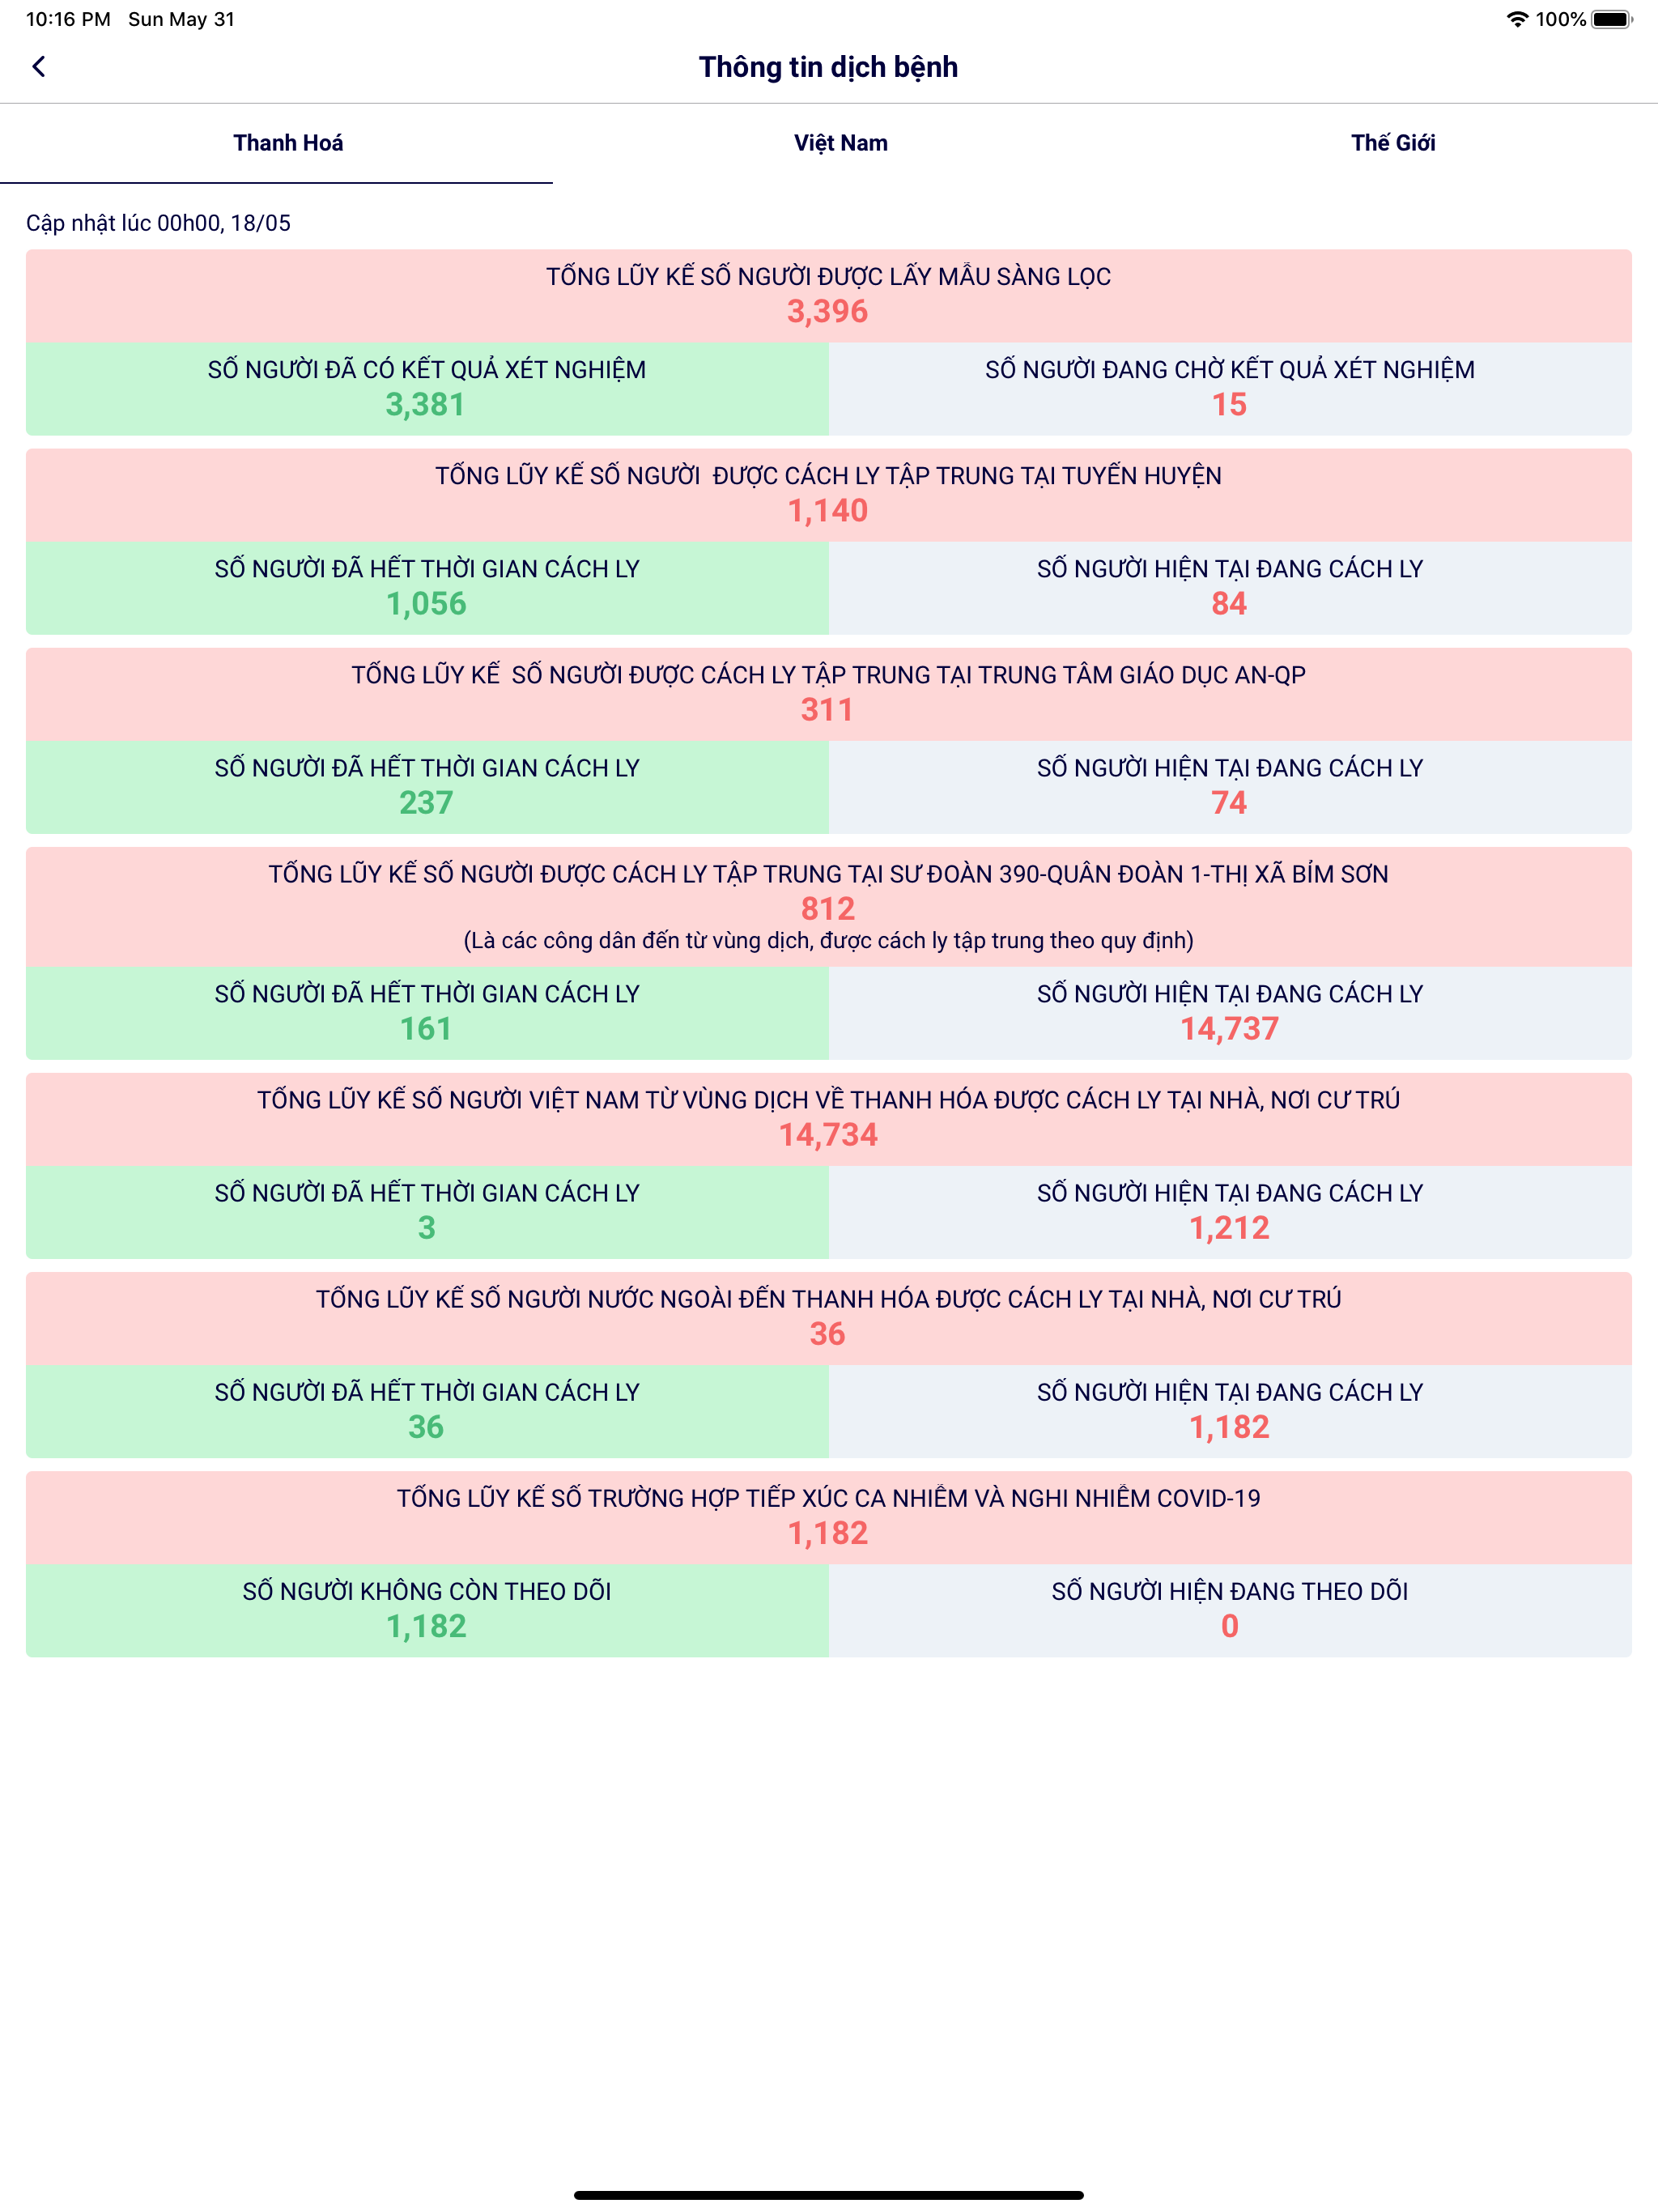 10:16 PM Sun May 31 100%
Thông tin dịch bệnh
Thanh Hoá Việt Nam Thế Giới
Cập nhật lúc 00h00, 18/05
TỔNG LŨY KẾ SỐ NGƯỜI ĐƯỢC LẤY MẪU SÀNG LỌC
3,396
SỐ NGƯỜI ĐÃ CÓ KẾT QUẢ XÉT NGHIỆM SỐ NGƯỜI ĐANG CHỜ KẾT QUẢ XÉT NGHIỆM
3,381 15
TỔNG LŨY KẾ SỐ NGƯỜI  ĐƯỢC CÁCH LY TẬP TRUNG TẠI TUYẾN HUYỆN
1,140
SỐ NGƯỜI ĐÃ HẾT THỜI GIAN CÁCH LY SỐ NGƯỜI HIỆN TẠI ĐANG CÁCH LY
1,056 84
TỔNG LŨY KẾ  SỐ NGƯỜI ĐƯỢC CÁCH LY TẬP TRUNG TẠI TRUNG TÂM GIÁO DỤC AN-QP
311
SỐ NGƯỜI ĐÃ HẾT THỜI GIAN CÁCH LY SỐ NGƯỜI HIỆN TẠI ĐANG CÁCH LY
237 74
TỔNG LŨY KẾ SỐ NGƯỜI ĐƯỢC CÁCH LY TẬP TRUNG TẠI SƯ ĐOÀN 390-QUÂN ĐOÀN 1-THỊ XÃ BỈM SƠN
812
(Là các công dân đến từ vùng dịch, được cách ly tập trung theo quy định)
SỐ NGƯỜI ĐÃ HẾT THỜI GIAN CÁCH LY SỐ NGƯỜI HIỆN TẠI ĐANG CÁCH LY
161 14,737
TỔNG LŨY KẾ SỐ NGƯỜI VIỆT NAM TỪ VÙNG DỊCH VỀ THANH HÓA ĐƯỢC CÁCH LY TẠI NHÀ, NƠI CƯ TRÚ
14,734
SỐ NGƯỜI ĐÃ HẾT THỜI GIAN CÁCH LY SỐ NGƯỜI HIỆN TẠI ĐANG CÁCH LY
3 1,212
TỔNG LŨY KẾ SỐ NGƯỜI NƯỚC NGOÀI ĐẾN THANH HÓA ĐƯỢC CÁCH LY TẠI NHÀ, NƠI CƯ TRÚ
36
SỐ NGƯỜI ĐÃ HẾT THỜI GIAN CÁCH LY SỐ NGƯỜI HIỆN TẠI ĐANG CÁCH LY
36 1,182
TỔNG LŨY KẾ SỐ TRƯỜNG HỢP TIẾP XÚC CA NHIỄM VÀ NGHI NHIỄM COVID-19
1,182
SỐ NGƯỜI KHÔNG CÒN THEO DÕI SỐ NGƯỜI HIỆN ĐANG THEO DÕI
1,182 0